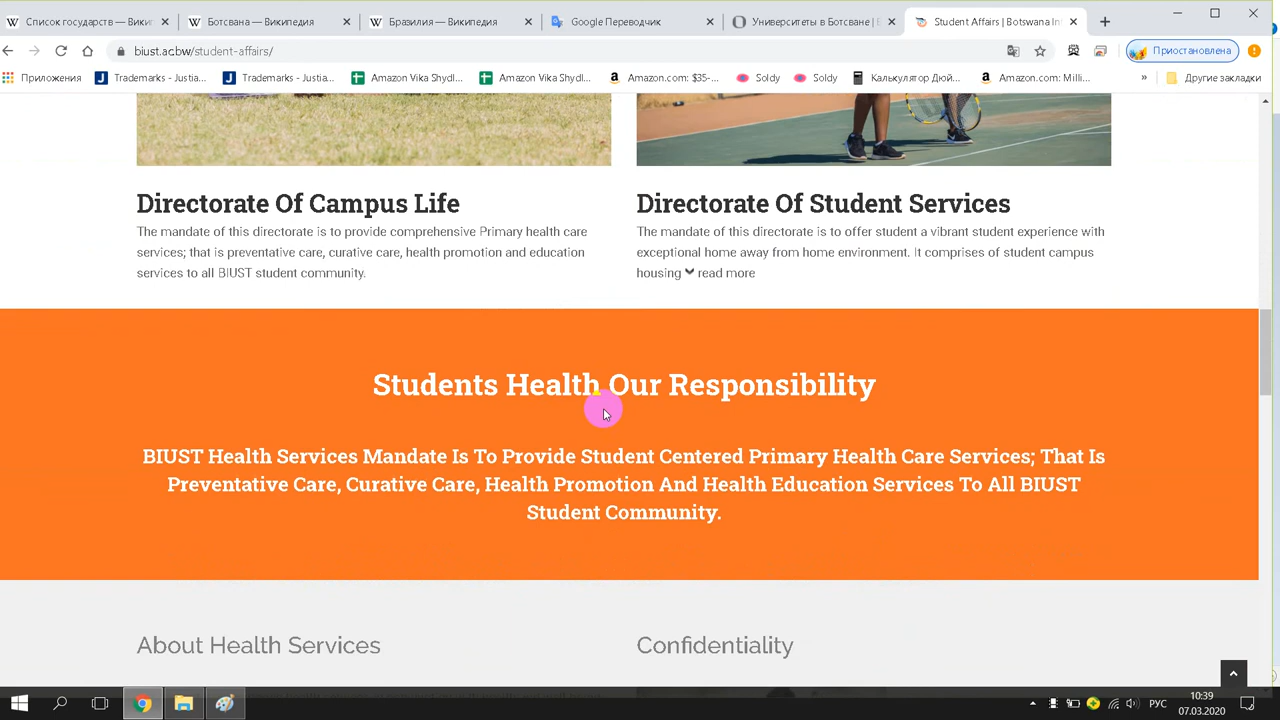 Список государств — Вики
Ботсвана — Википедия
Бразилия — Википедия
Google Переводчик
Университеты в Ботсване |
Student Affairs | Botswana In
biust.ac.bw/student-affairs/
Приостановлена
Приложения
Trademarks - Justia...
Trademarks - Justia...
Amazon Vika Shydl...
Amazon Vika Shydl...
Amazon.com: $35-...
Soldy
Soldy
Калькулятор Дюй...
Amazon.com: Milli...
»
Другие закладки
Directorate Of Campus Life
The mandate of this directorate is to provide comprehensive Primary health care
services; that is preventative care, curative care, health promotion and education
services to all BIUST student community.
Directorate Of Student Services
The mandate of this directorate is to offer student a vibrant student experience with
exceptional home away from home environment. It comprises of student campus
housing read more
Students Health Our Responsibility
BIUST Health Services Mandate Is To Provide Student Centered Primary Health Care Services; That Is
Preventative Care, Curative Care, Health Promotion And Health Education Services To All BIUST
Student Community.
About Health Services
Confidentiality
РУС
10:39
07.03.2020